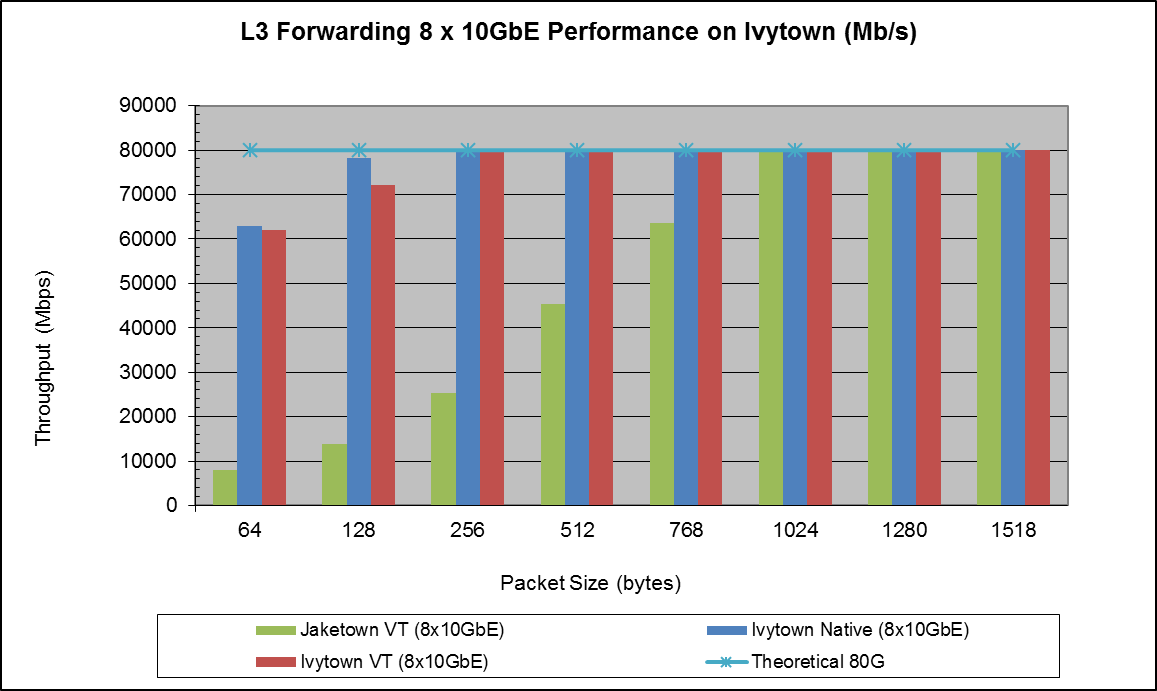 L3 Forwarding 8 x 10GbE Performance on Ivytown (Mb/s)
Throughput (Mbps)
90000
80000
70000
60000
50000
40000
30000
20000
10000
0
64 128 256 512 768 1024 1280 1518
Packet Size (bytes)
Jaketown VT (8x10GbE) Ivytown Native (8x10GbE)
Ivytown VT (8x10GbE) Theoretical 80G